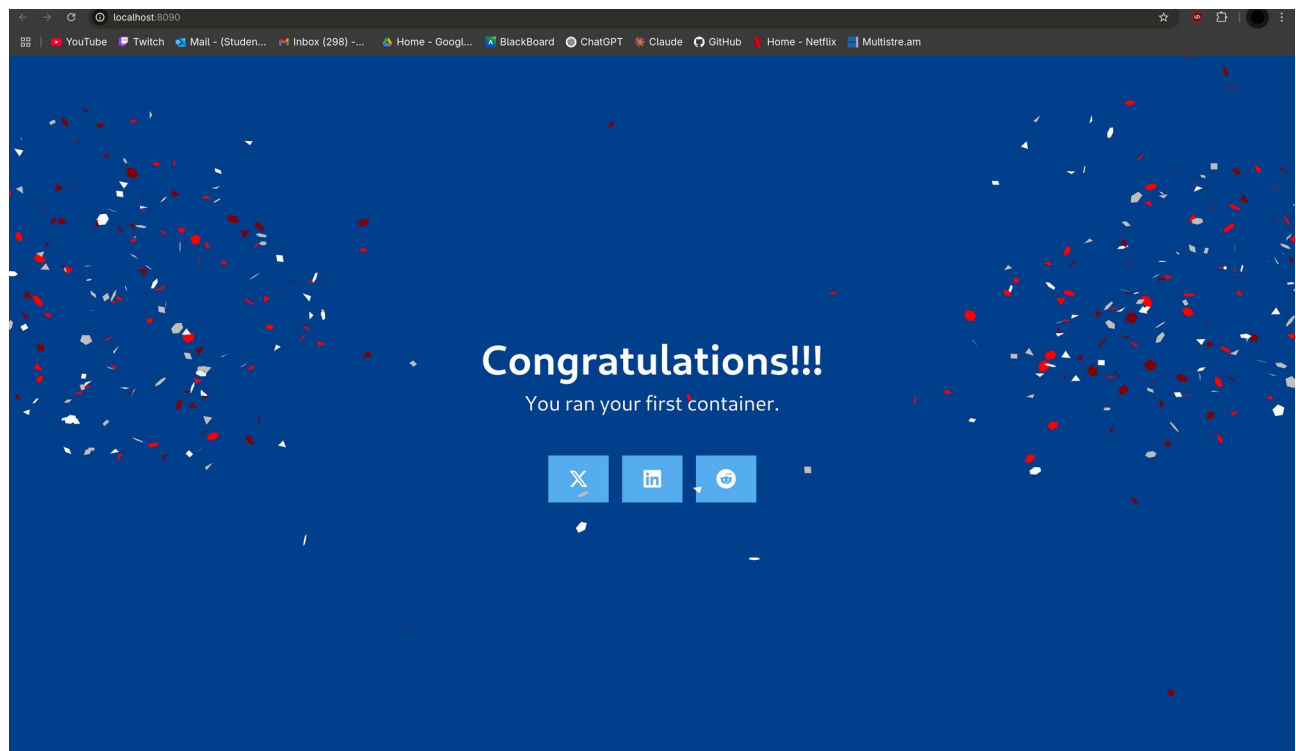 localhost:8090
YouTube Twitch Mail - (Studen... Inbox (298) -... Home - Googl... BlackBoard ChatGPT Claude GitHub Home - Netflix Multistre.am
Congratulations!!!
You ran your first container.